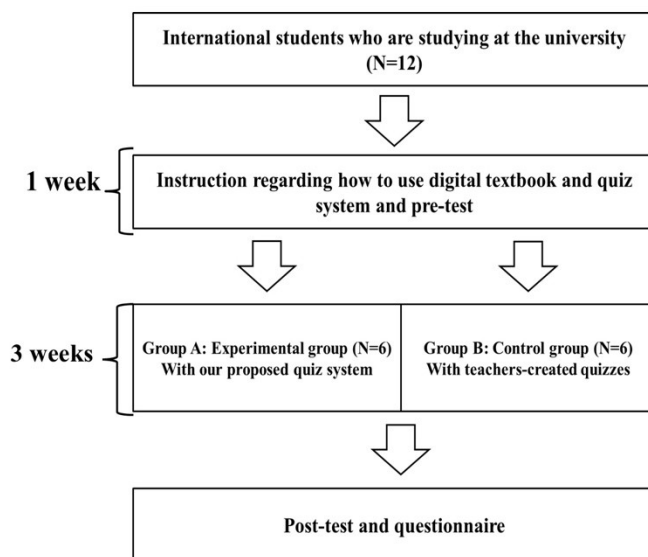 International students who are studying at the university
(N=12)
1 week
Instruction regarding how to use digital textbook and quiz
system and pre-test
3 weeks
Group A: Experimental group (N=6)
With our proposed quiz system
Group B: Control group (N=6)
With teachers-created quizzes
Post-test and questionnaire